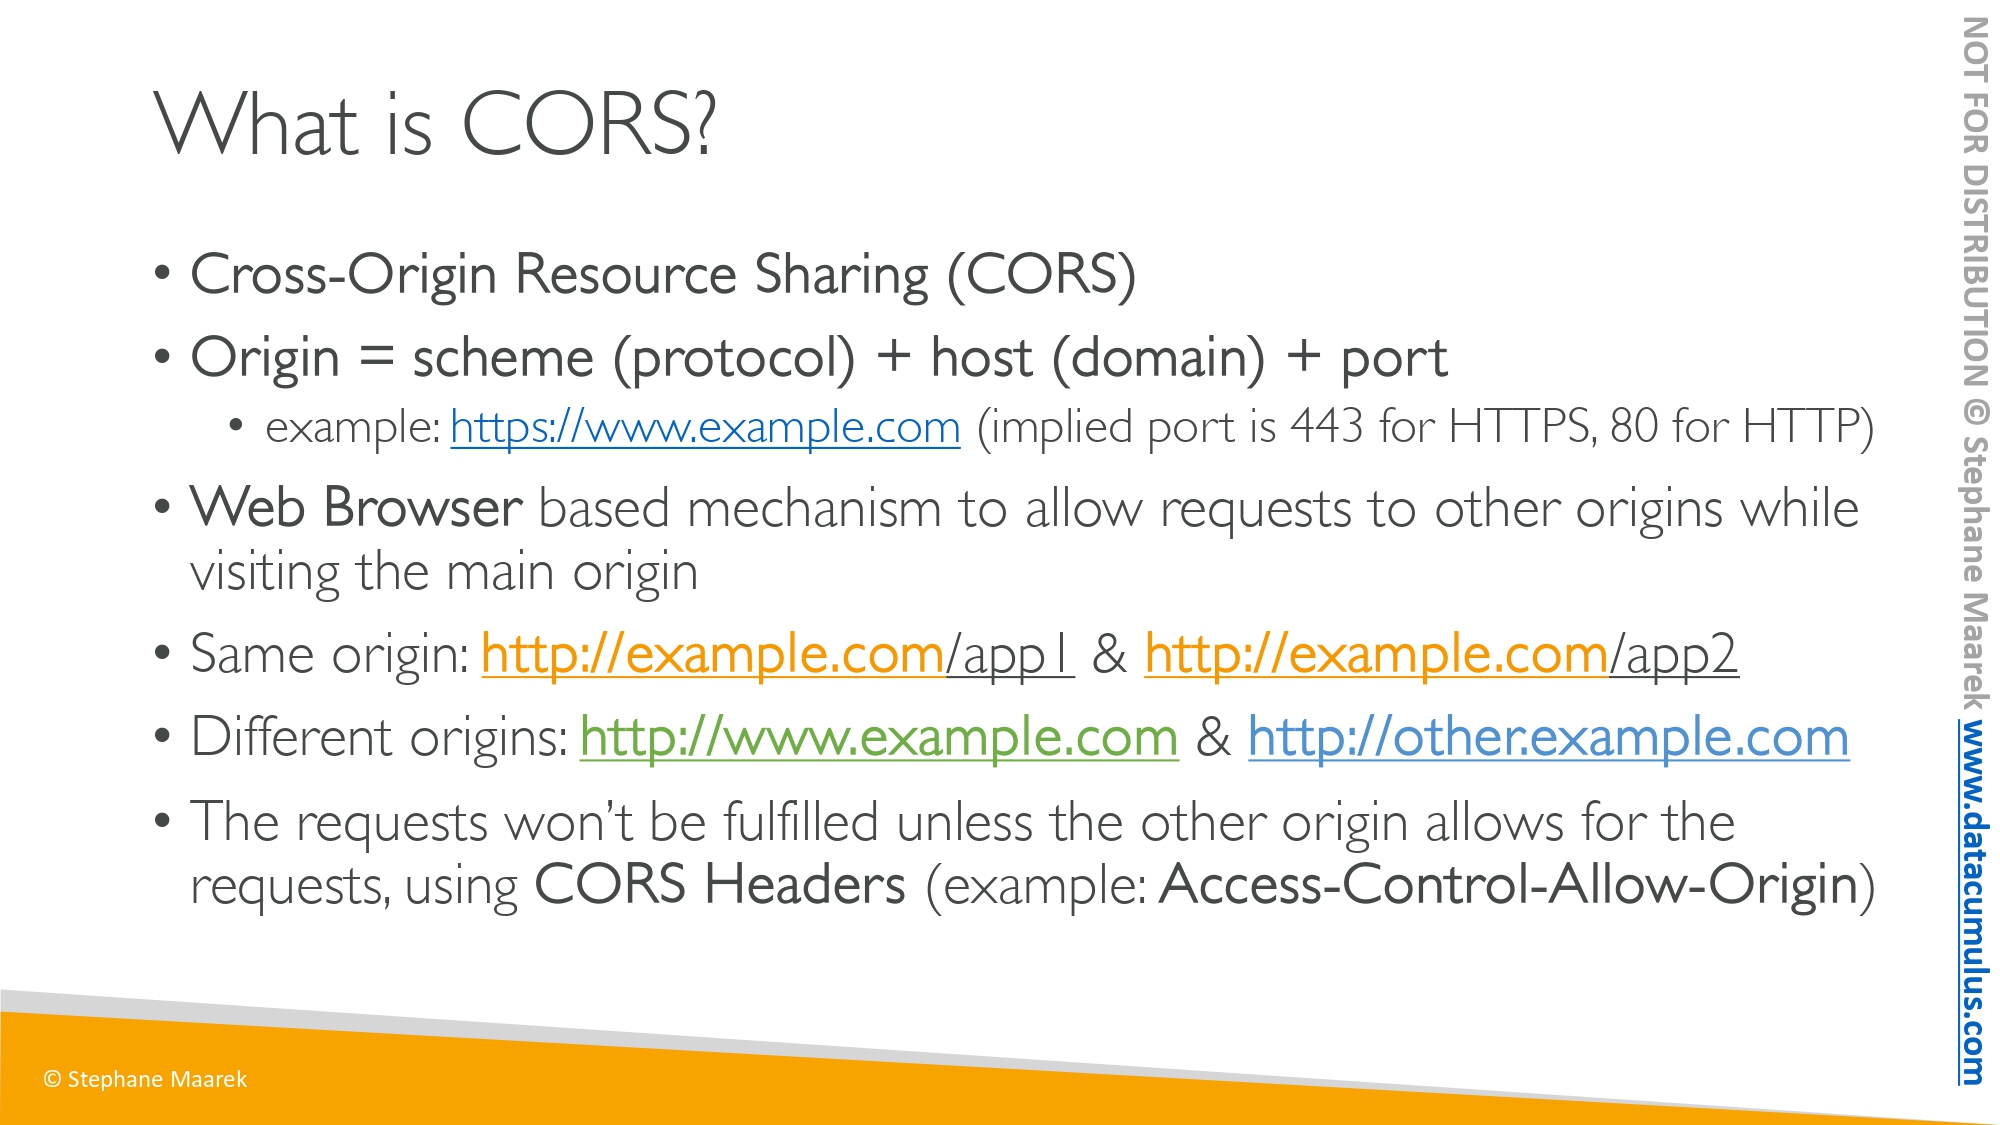 What is CORS?
• Cross-Origin Resource Sharing (CORS)
• Origin = scheme (protocol) + host (domain) + port
• example: https://www.example.com (implied port is 443 for HTTPS, 80 for HTTP)
• Web Browser based mechanism to allow requests to other origins while
visiting the main origin
• Same origin: http://example.com/app1 & http://example.com/app2
• Different origins: http://www.example.com & http://other.example.com
• The requests won’t be fulfilled unless the other origin allows for the
requests, using CORS Headers (example: Access-Control-Allow-Origin)
© Stephane Maarek
NOT FOR DISTRIBUTION © Stephane Maarek www.datacumulus.com